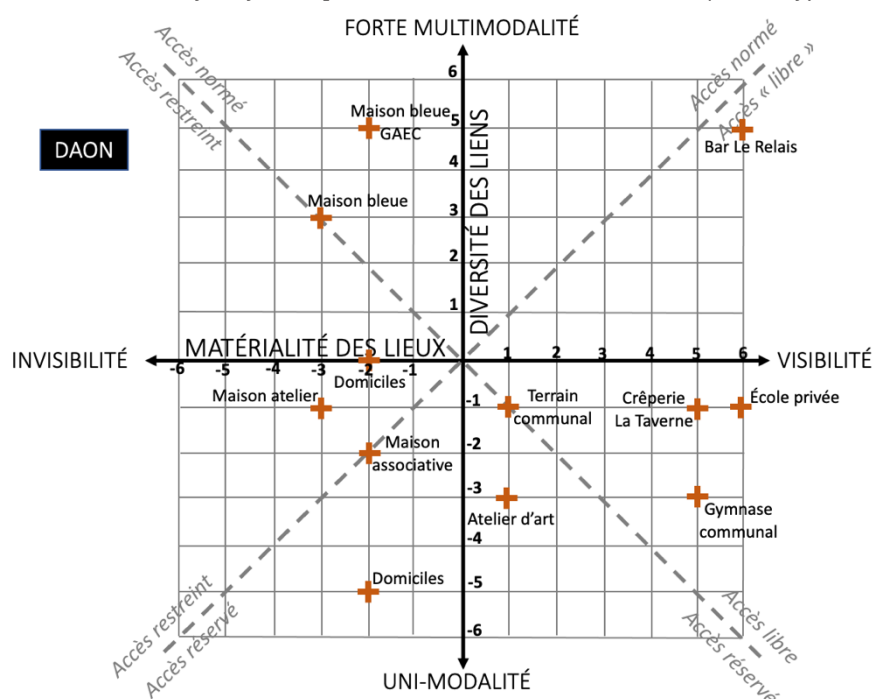 FORTE MULTIMODALITÉ
Accès normé
Accès restreint
Accès normé
Accès « libre »
DAON
6
5
4
3
2
1
Maison bleue
GAEC
Bar Le Relais
Maison bleue
DIVERSITÉ DES LIENS
INVISIBILITÉ
MATÉRIALITÉ DES LIEUX
VISIBILITÉ
-6 -5 -4 -3 -2 -1
1 2 3 4 5 6
Domiciles
Maison atelier
Terrain
communal
Crêperie
La Taverne
École privée
Maison
associative
Atelier d'art
Gymnase
communal
Domiciles
-1
-2
-3
-4
-5
-6
Accès restreint
Accès réservé
Accès libre
Accès réservé
UNI-MODALITÉ